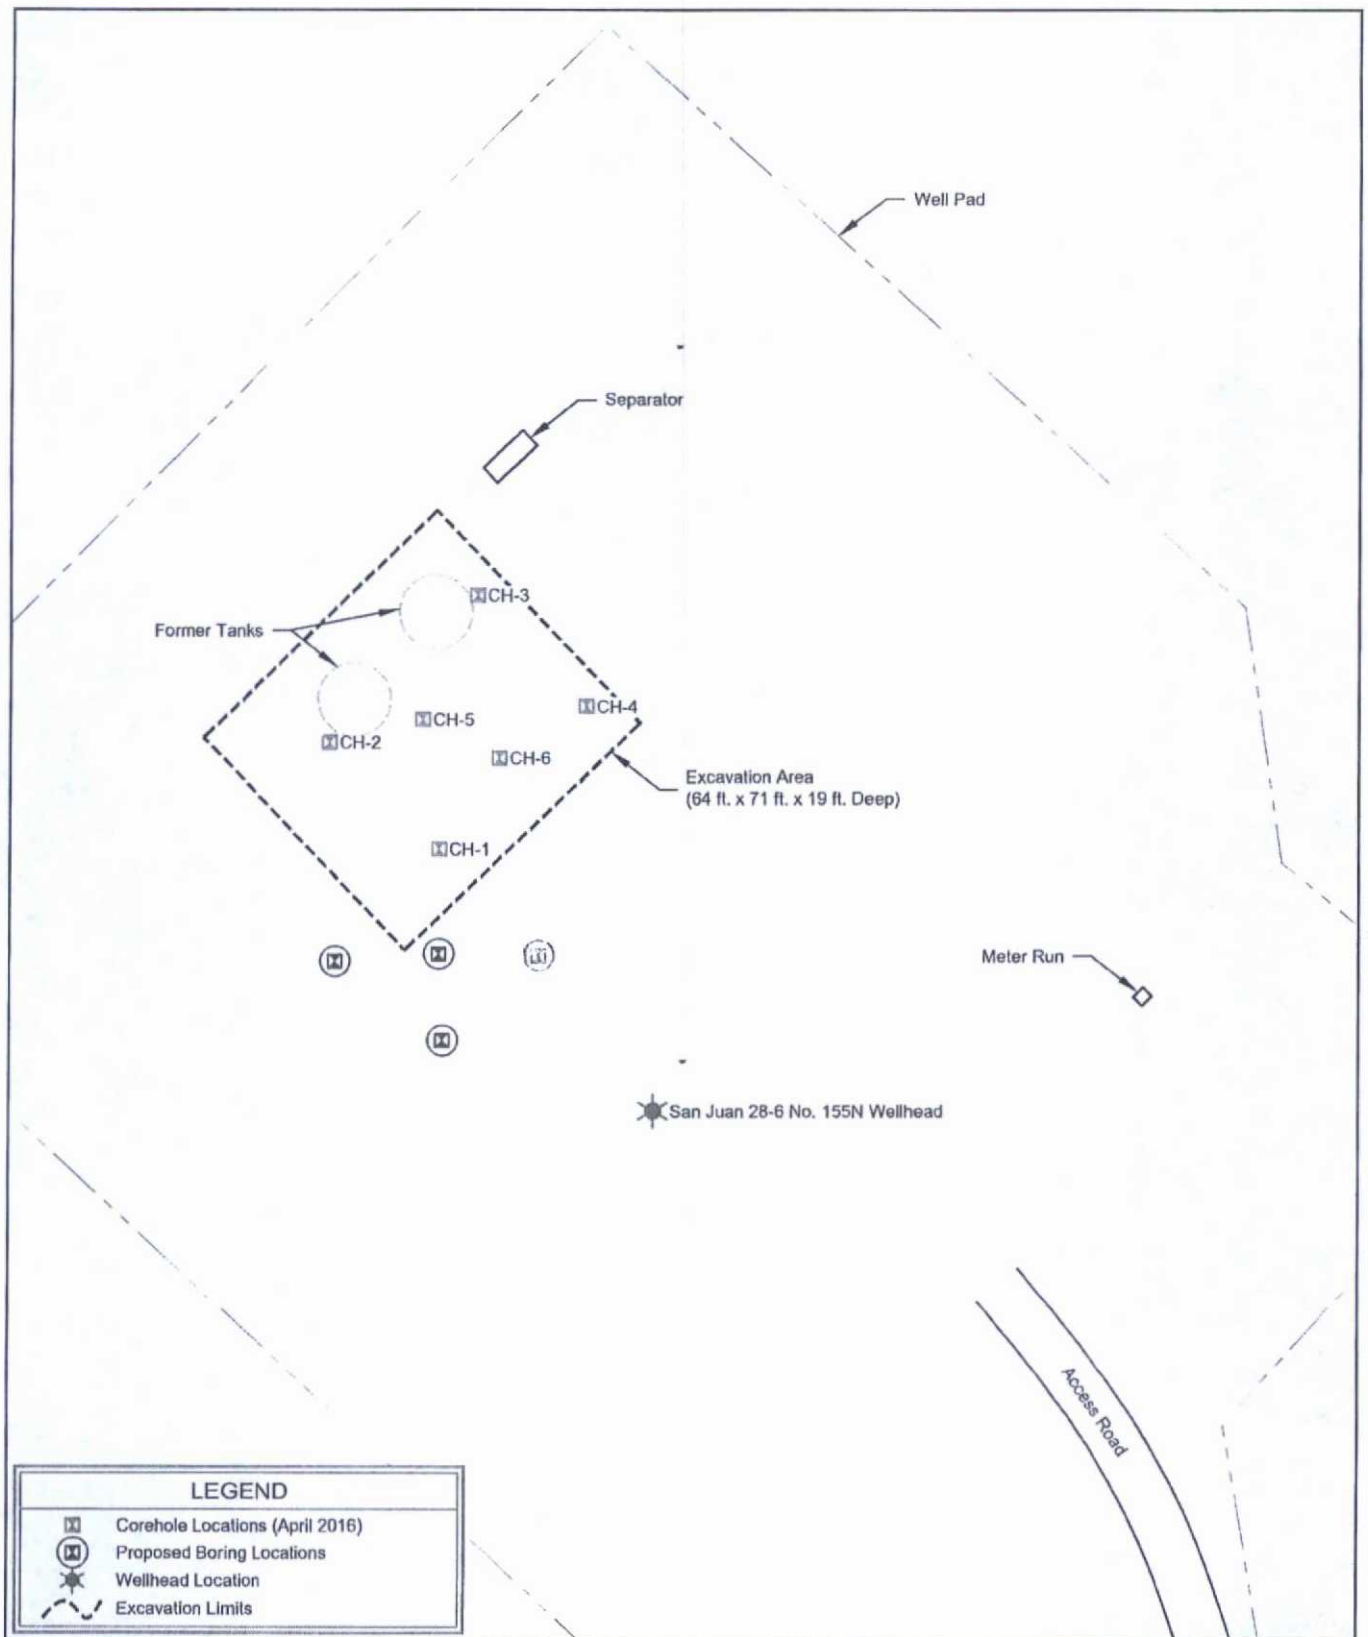 Well Pad
Separator
CH-3
Former Tanks
CH-4
CH-5
CH-2
CH-6
Excavation Area
(64 ft. x 71 ft. x 19 ft. Deep)
CH-1
Meter Run
San Juan 28-6 No. 155N Wellhead
Access Road
LEGEND
Corehole Locations (April 2016)
Proposed Boring Locations
Wellhead Location
Excavation Limits